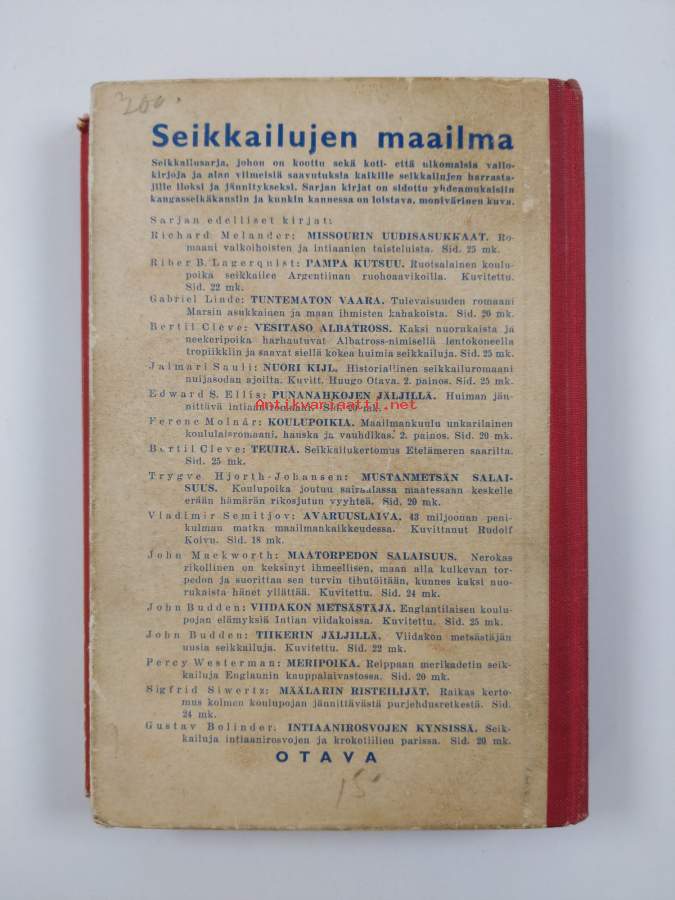 200.
Seikkailujen maailma
Seikkailusarja, johon on koottu sekä koti- että ulkomaisia valio-
kirjoja ja alan viimeisiä saavutuksia kaikille seikkailujen harrasta-
jille iloksi ja jännitykseksi. Sarjan kirjat on sidottu yhdenmukaisiin
kangasselkäkansiin ja kunkin kannessa on loistava, monivärinen kuva.
Sarjan edelliset kirjat:
Richard Melander: MISSOURIN UUDISASUKKAAT. Ro-
maani valkoihoisten ja intiaanien taisteluista. Sid. 25 mk.
Riber B. Lagerqnist: PAMPA KUTSUU. Ruotsalainen koulu-
poika seikkailee Argentiinan ruohoaavikoilla. Kuvitettu.
Sid. 22 mk.
Gabriel Linde: TUNTEMATON VAARA. Tulevaisuuden romaani
Marsin asukkainen ja maan ihmisten kahakoista. Sid. 20 mk.
Bertil Cleve: VESITASO ALBATROSS. Kaksi nuorukaista ja
neekeripoika harhautuvat Albatross-nimisellä lentokoneella
tropiikkiin ja saavat siellä kokea huimia seikkailuja. Sid. 25 mk.
Jalmari Sauli: NUORI KIJL. Historiallinen seikkailuromaani
nuijasodan ajoilta. Kuvitt. Huugo Otava. 2. painos. Sid. 25 mk.
Edward S. Ellis: PUNANAHKOJEN JÄLJILLÄ. Huiman jän-
nittävä Sid. 20 mk.
Antikvariaatti.net
Ferenc Molnár: KOULUPOIKIA. Maailmankuulu unkarilainen
koululaisromaani, hauska ja vauhdikas. 2. painos. Sid. 20 mk.
Bertil Cleve: TEUIRA. Seikkailukertomus Etelämeren saarilta.
Sid. 25 mk.
Trygve Hjorth-Johansen: MUSTANMETSÄN SALAI-
SUUS. Koulupoika joutuu sairaalassa maatessaan keskelle
erään hämärän rikosjutun vyyhteä. Sid. 20 mk.
Vladimir Semitjov: AVARUUSLAIVA. 43 miljoonan peni-
kulman matka maailmankaikkeudessa. Kuvittanut Rudolf
Koivu. Sid. 18 mk.
John Mackworth: MAATORPEDON SALAISUUS. Nerokas
rikollinen on keksinyt ihmeellisen, maan alla kulkevan tor-
pedon ja suorittaa sen turvin tihutöitään, kunnes kaksi nuo-
rukaista hänet yllättää. Kuvitettu. Sid. 24 mk.
John Budden: VIIDAKON METSÄSTÄJÄ. Englantilaisen koulu-
pojan elämyksiä Intian viidakoissa. Kuvitettu. Sid. 25 mk.
John Budden: TIIKERIN JÄLJILLÄ. Viidakon metsästäjän
uusia seikkailuja. Kuvitettu. Sid. 22 mk.
Percy Westerman: MERIPOIKA. Reippaan merikadetin seik-
kailuja Englannin kauppalaivastossa. Sid. 20 mk.
Sigfrid Siwertz: MÄÄLARIN RISTEILIJÄT. Raikas kerto-
mus kolmen koulupojan jännittävästä purjehdusretkestä. Sid.
24 mk.
Gustav Bolinder: INTIAANIROSVOJEN KYNSISSÄ. Seik-
kailuja intiaanirosvojen ja krokotiilien parissa. Sid. 20 mk.
OTAVA
15